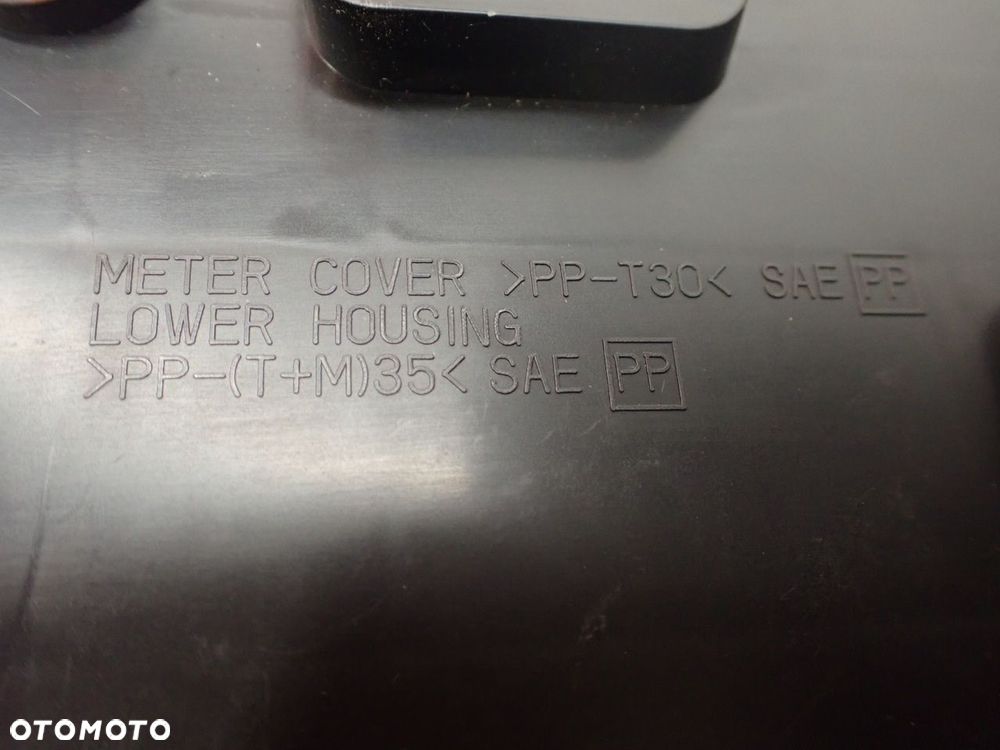 METER COVER >PP-T30< SAE PP
LOWER HOUSING
>PP-(T+M)35< SAE PP
OTOMOTO